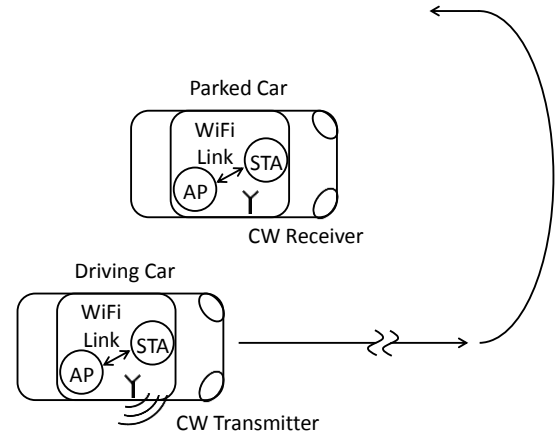 Parked Car
WiFi
Link
STA
AP
CW Receiver
Driving Car
WiFi
Link
STA
AP
CW Transmitter